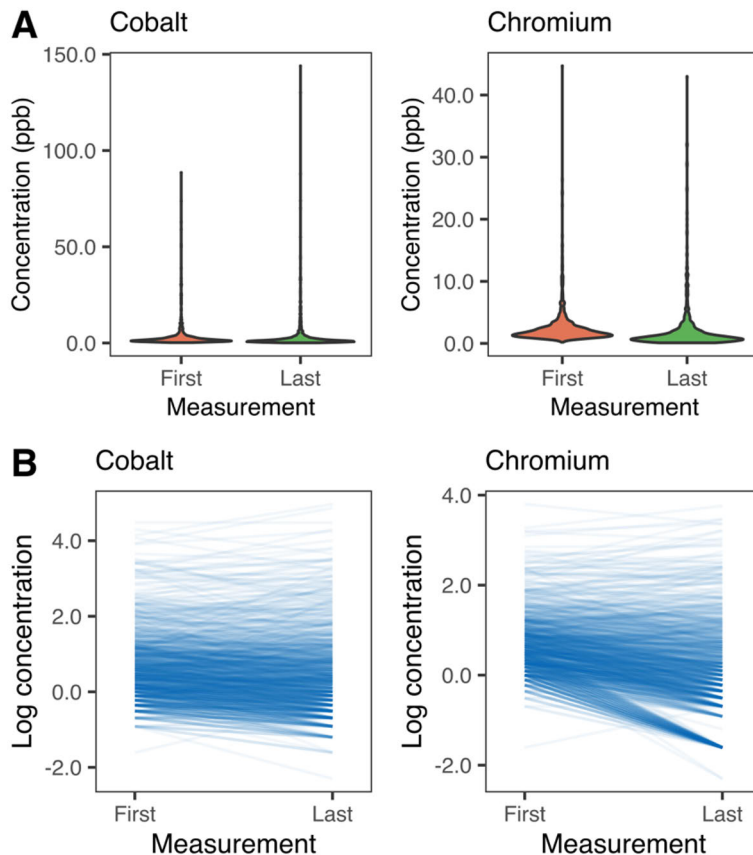 A
Cobalt
Chromium
Concentration (ppb)
150.0
100.0
50.0
0.0
First
Last
Measurement
Concentration (ppb)
40.0
30.0
20.0
10.0
0.0
First
Last
Measurement
B
Cobalt
Chromium
Log concentration
4.0
2.0
0.0
-2.0
First
Last
Measurement
Log concentration
4.0
2.0
0.0
-2.0
First
Last
Measurement